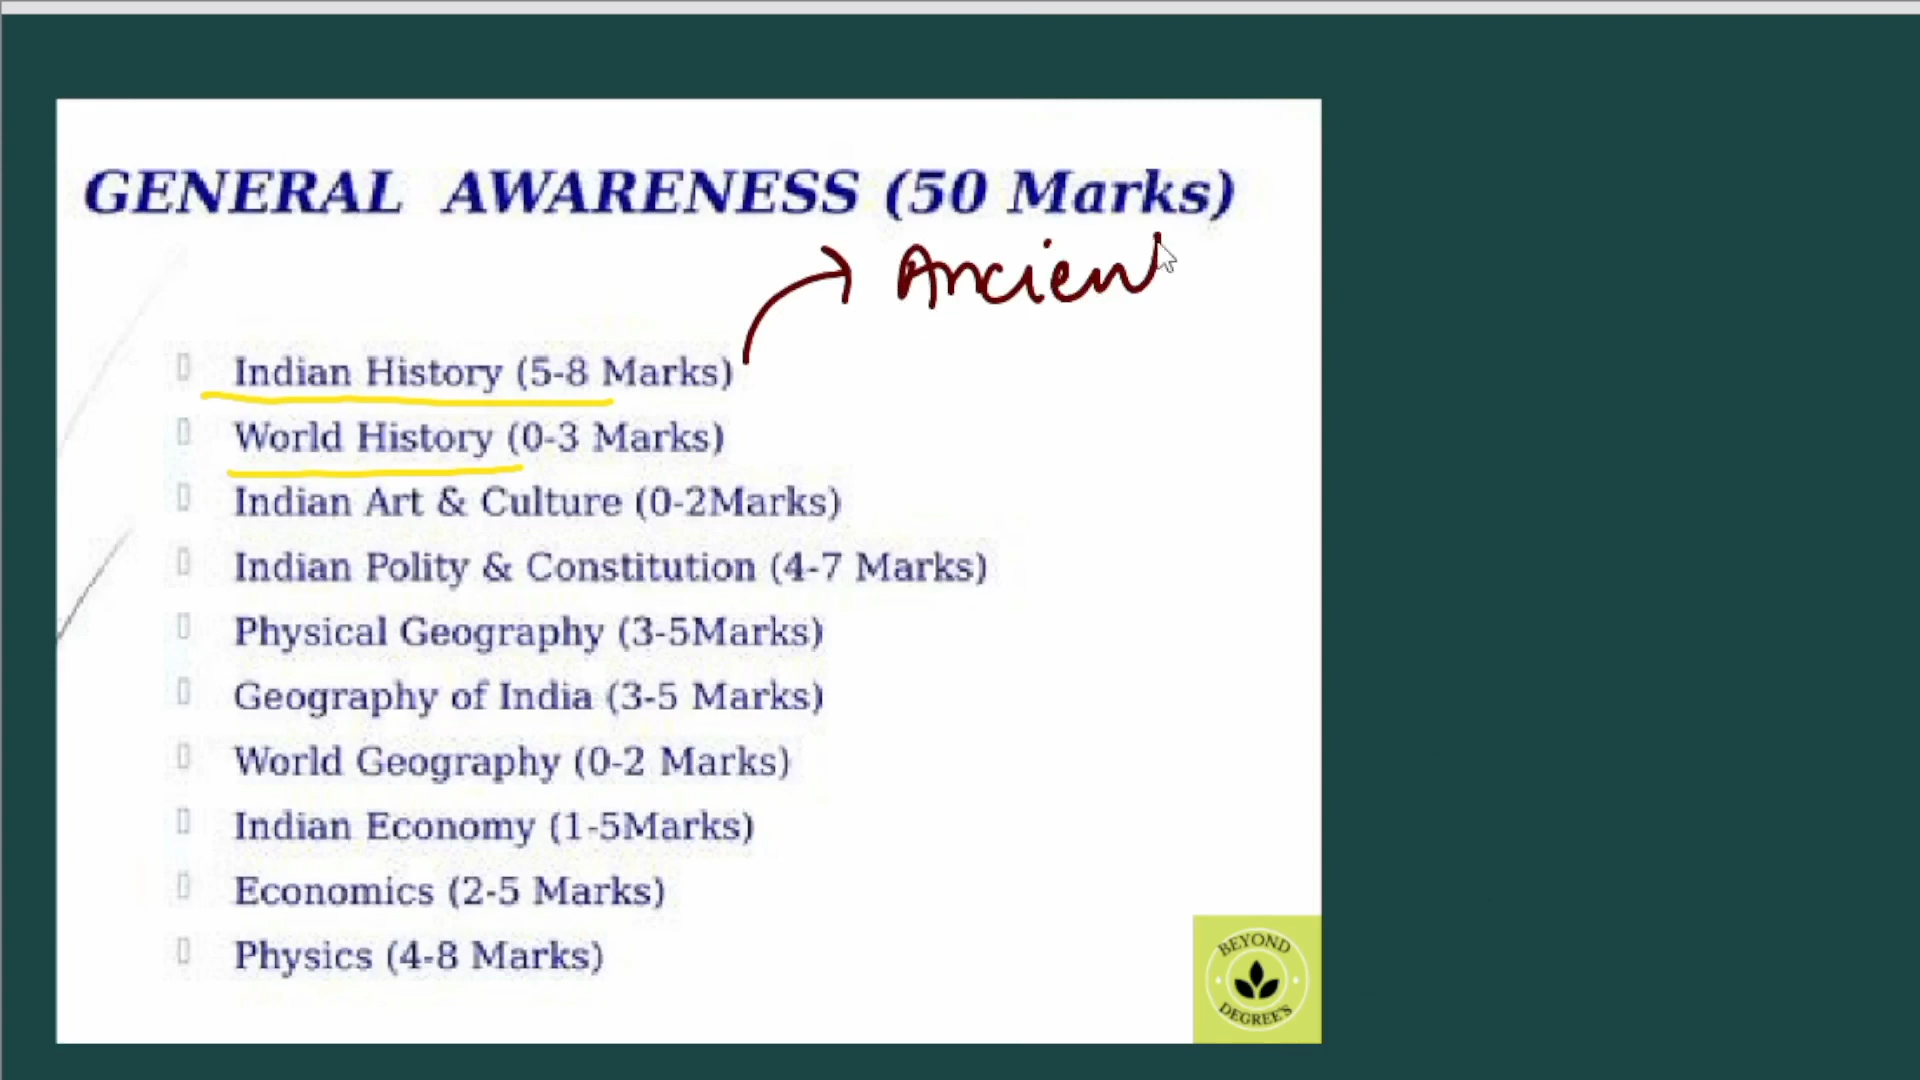 GENERAL AWARENESS (50 Marks)
Ancient
Indian History (5-8 Marks)
World History (0-3 Marks)
Indian Art & Culture (0-2Marks)
Indian Polity & Constitution (4-7 Marks)
Physical Geography (3-5Marks)
Geography of India (3-5 Marks)
World Geography (0-2 Marks)
Indian Economy (1-5Marks)
Economics (2-5 Marks)
Physics (4-8 Marks)
BEYOND
DEGREE'S